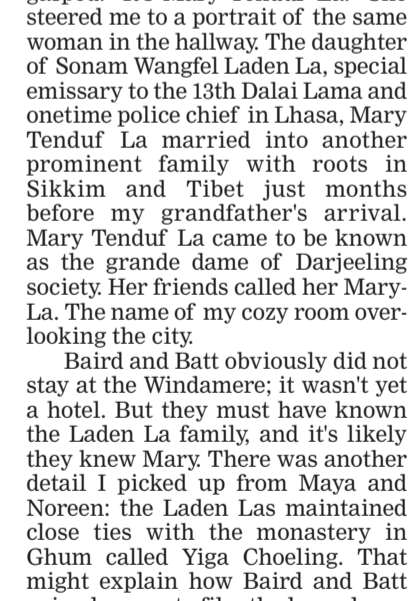 steered me to a portrait of the same
woman in the hallway. The daughter
of Sonam Wangfel Laden La, special
emissary to the 13th Dalai Lama and
onetime police chief in Lhasa, Mary
Tenduf La married into another
prominent family with roots in
Sikkim and Tibet just months
before my grandfather's arrival.
Mary Tenduf La came to be known
as the grande dame of Darjeeling
society. Her friends called her Mary-
La. The name of my cozy room over-
looking the city.
Baird and Batt obviously did not
stay at the Windamere; it wasn't yet
a hotel. But they must have known
the Laden La family, and it's likely
they knew Mary. There was another
detail I picked up from Maya and
Noreen: the Laden Las maintained
close ties with the monastery in
Ghum called Yiga Choeling. That
might explain how Baird and Batt